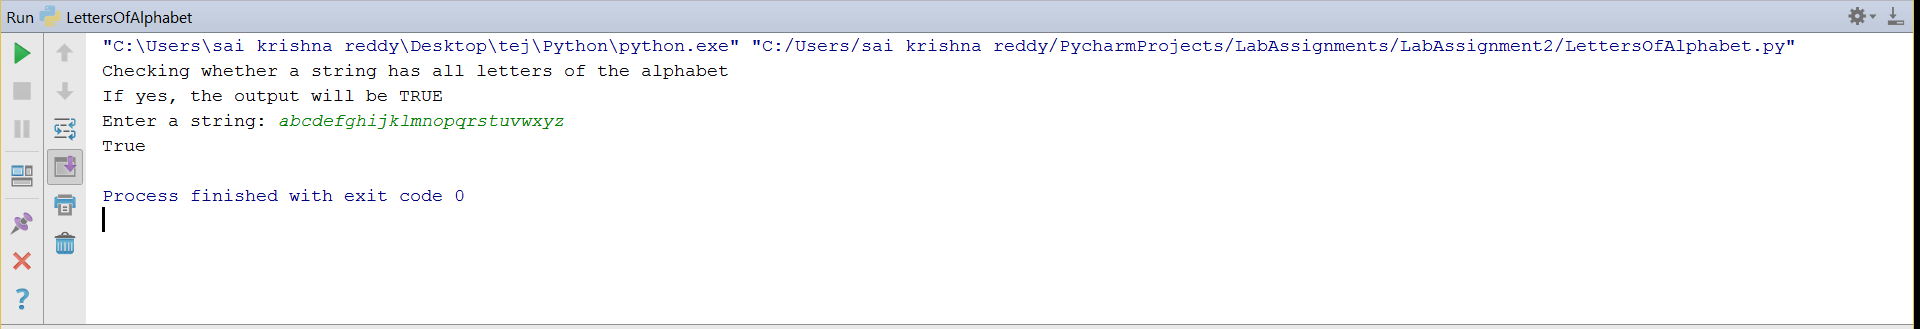 Run LettersOfAlphabet
"C:\Users\sai krishna reddy\Desktop\tej\Python\python.exe" "C:/Users/sai krishna reddy/PycharmProjects/LabAssignments/LabAssignment2/LettersOfAlphabet.py"
Checking whether a string has all letters of the alphabet
If yes, the output will be TRUE
Enter a string: abcdefghijklmnopqrstuvwxyz
True
Process finished with exit code 0